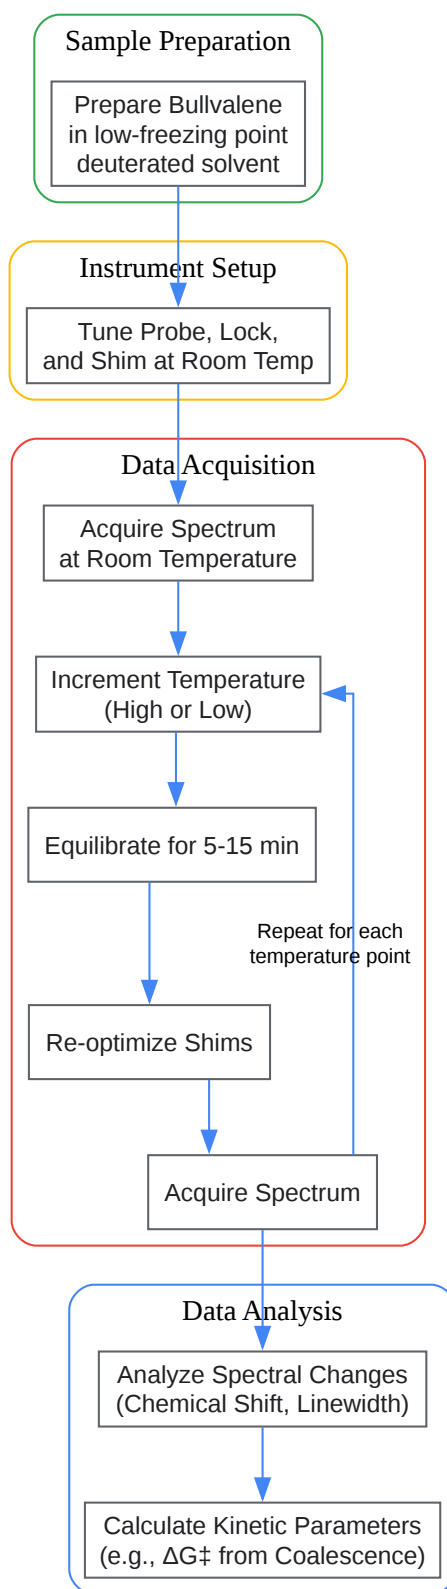 Sample Preparation
Prepare Bullvalene
in low-freezing point
deuterated solvent
Instrument Setup
Tune Probe, Lock,
and Shim at Room Temp
Data Acquisition
Acquire Spectrum
at Room Temperature
Increment Temperature
(High or Low)
Equilibrate for 5-15 min
Repeat for each
temperature point
Re-optimize Shims
Acquire Spectrum
Data Analysis
Analyze Spectral Changes
(Chemical Shift, Linewidth)
Calculate Kinetic Parameters
(e.g., ΔG‡ from Coalescence)